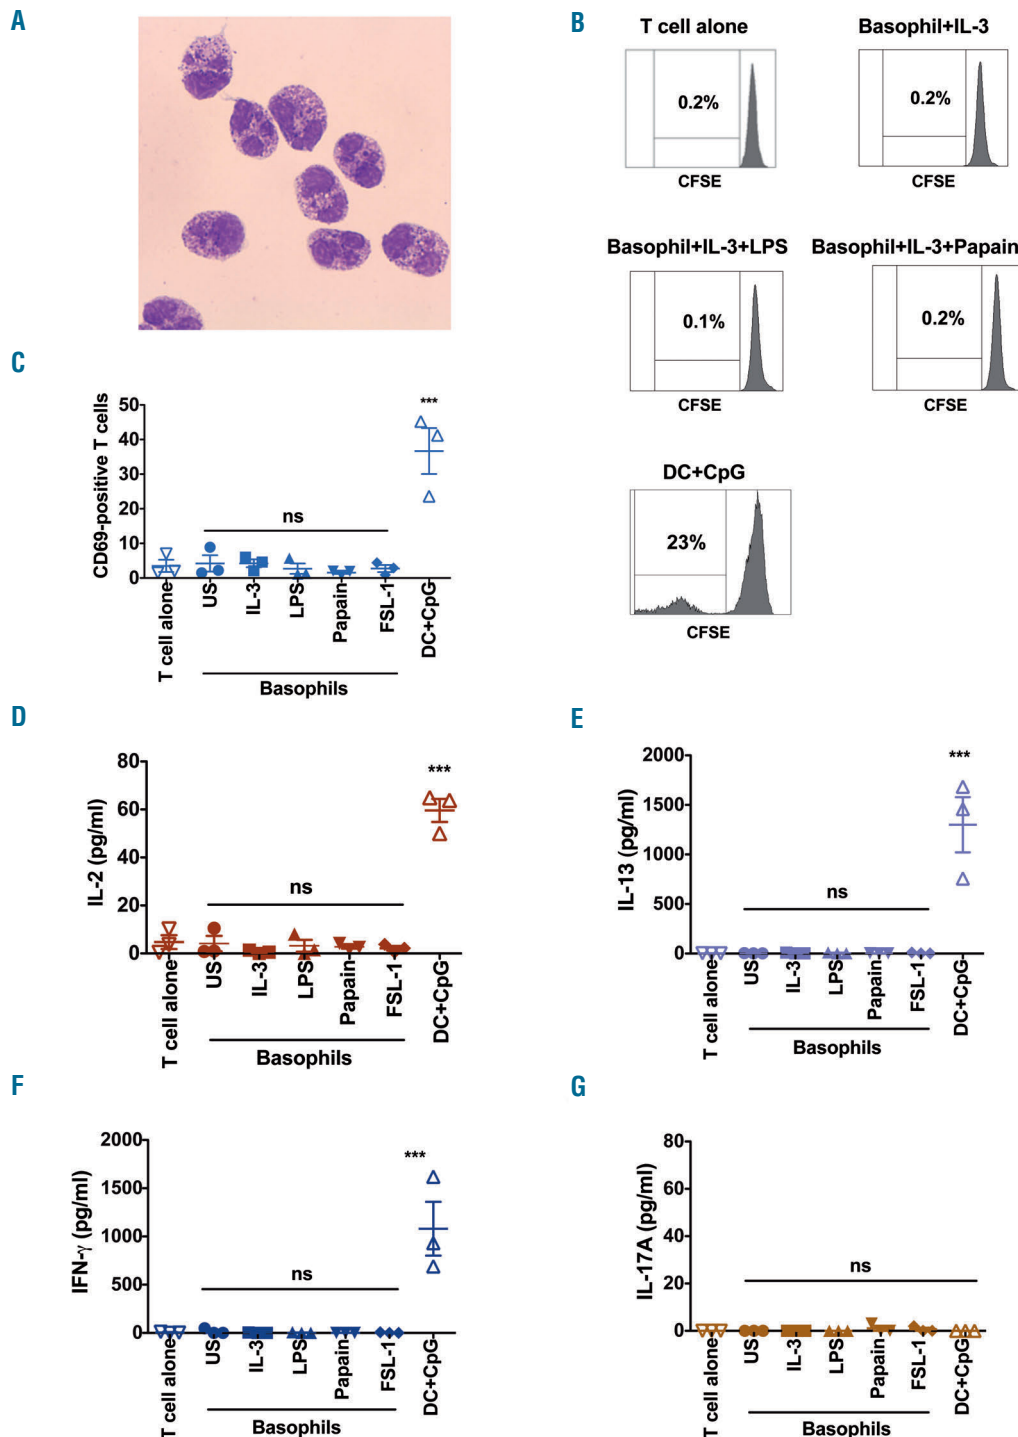 A
B
T cell alone
Basophil+IL-3
0.2%
0.2%
CFSE
CFSE
Basophil+IL-3+LPS
Basophil+IL-3+Papain
0.1%
0.2%
CFSE
CFSE
DC+CpG
23%
CFSE
C
CD69-positive T cells
50
40
30
20
10
0
***
ns
T cell alone
US
IL-3
LPS
Papain
FSL-1
DC+CpG
Basophils
D
IL-2 (pg/ml)
80
60
40
20
0
***
ns
T cell alone
US
IL-3
LPS
Papain
FSL-1
DC+CpG
Basophils
E
IL-13 (pg/ml)
2000
1500
1000
500
0
***
ns
T cell alone
US
IL-3
LPS
Papain
FSL-1
DC+CpG
Basophils
F
IFN-γ (pg/ml)
2000
1500
1000
500
0
***
ns
T cell alone
US
IL-3
LPS
Papain
FSL-1
DC+CpG
Basophils
G
IL-17A (pg/ml)
80
60
40
20
0
ns
T cell alone
US
IL-3
LPS
Papain
FSL-1
DC+CpG
Basophils